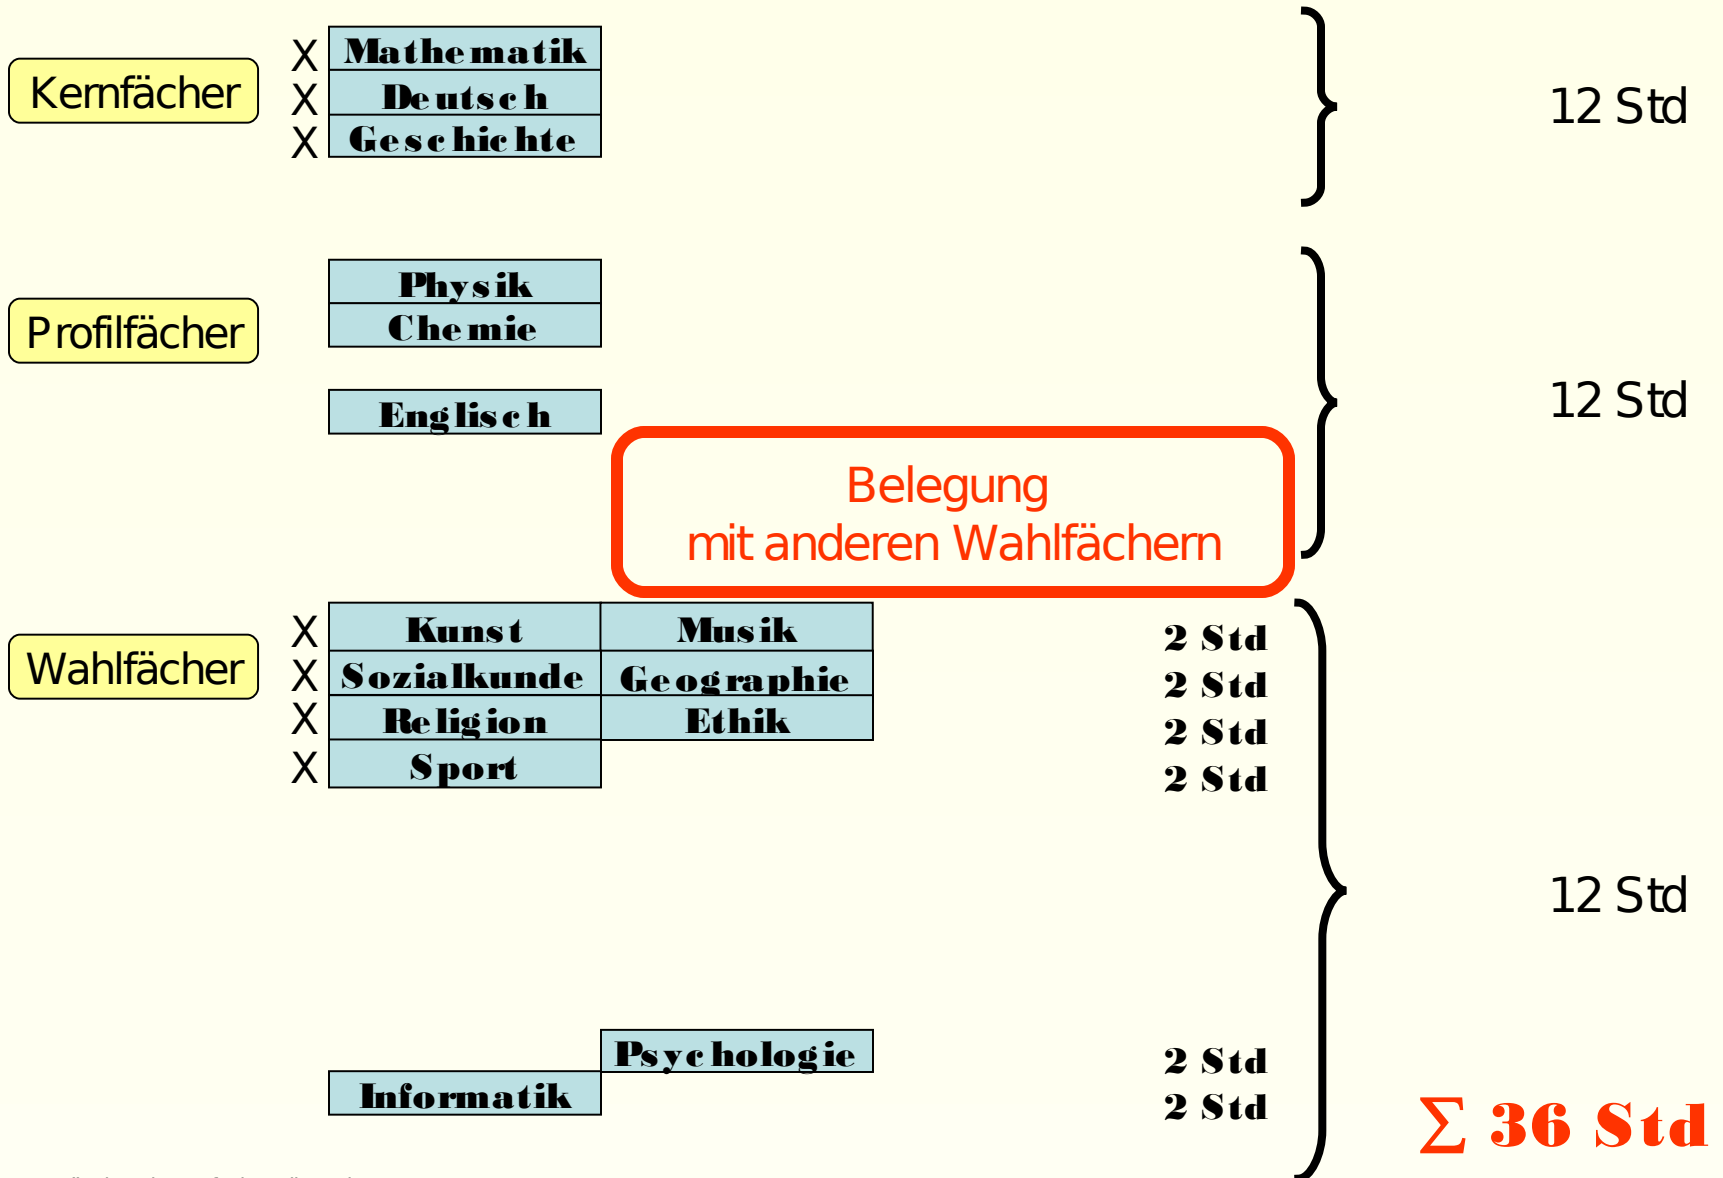 Kernfächer
X Mathematik
X Deutsch
X Geschichte
12 Std
Profilfächer
Physik
Chemie
Englisch
12 Std
Belegung
mit anderen Wahlfächern
Wahlfächer
X Kunst Musik 2 Std
X Sozialkunde Geographie 2 Std
X Religion Ethik 2 Std
X Sport 2 Std
12 Std
Psychologie 2 Std
Informatik 2 Std
∑ 36 Std